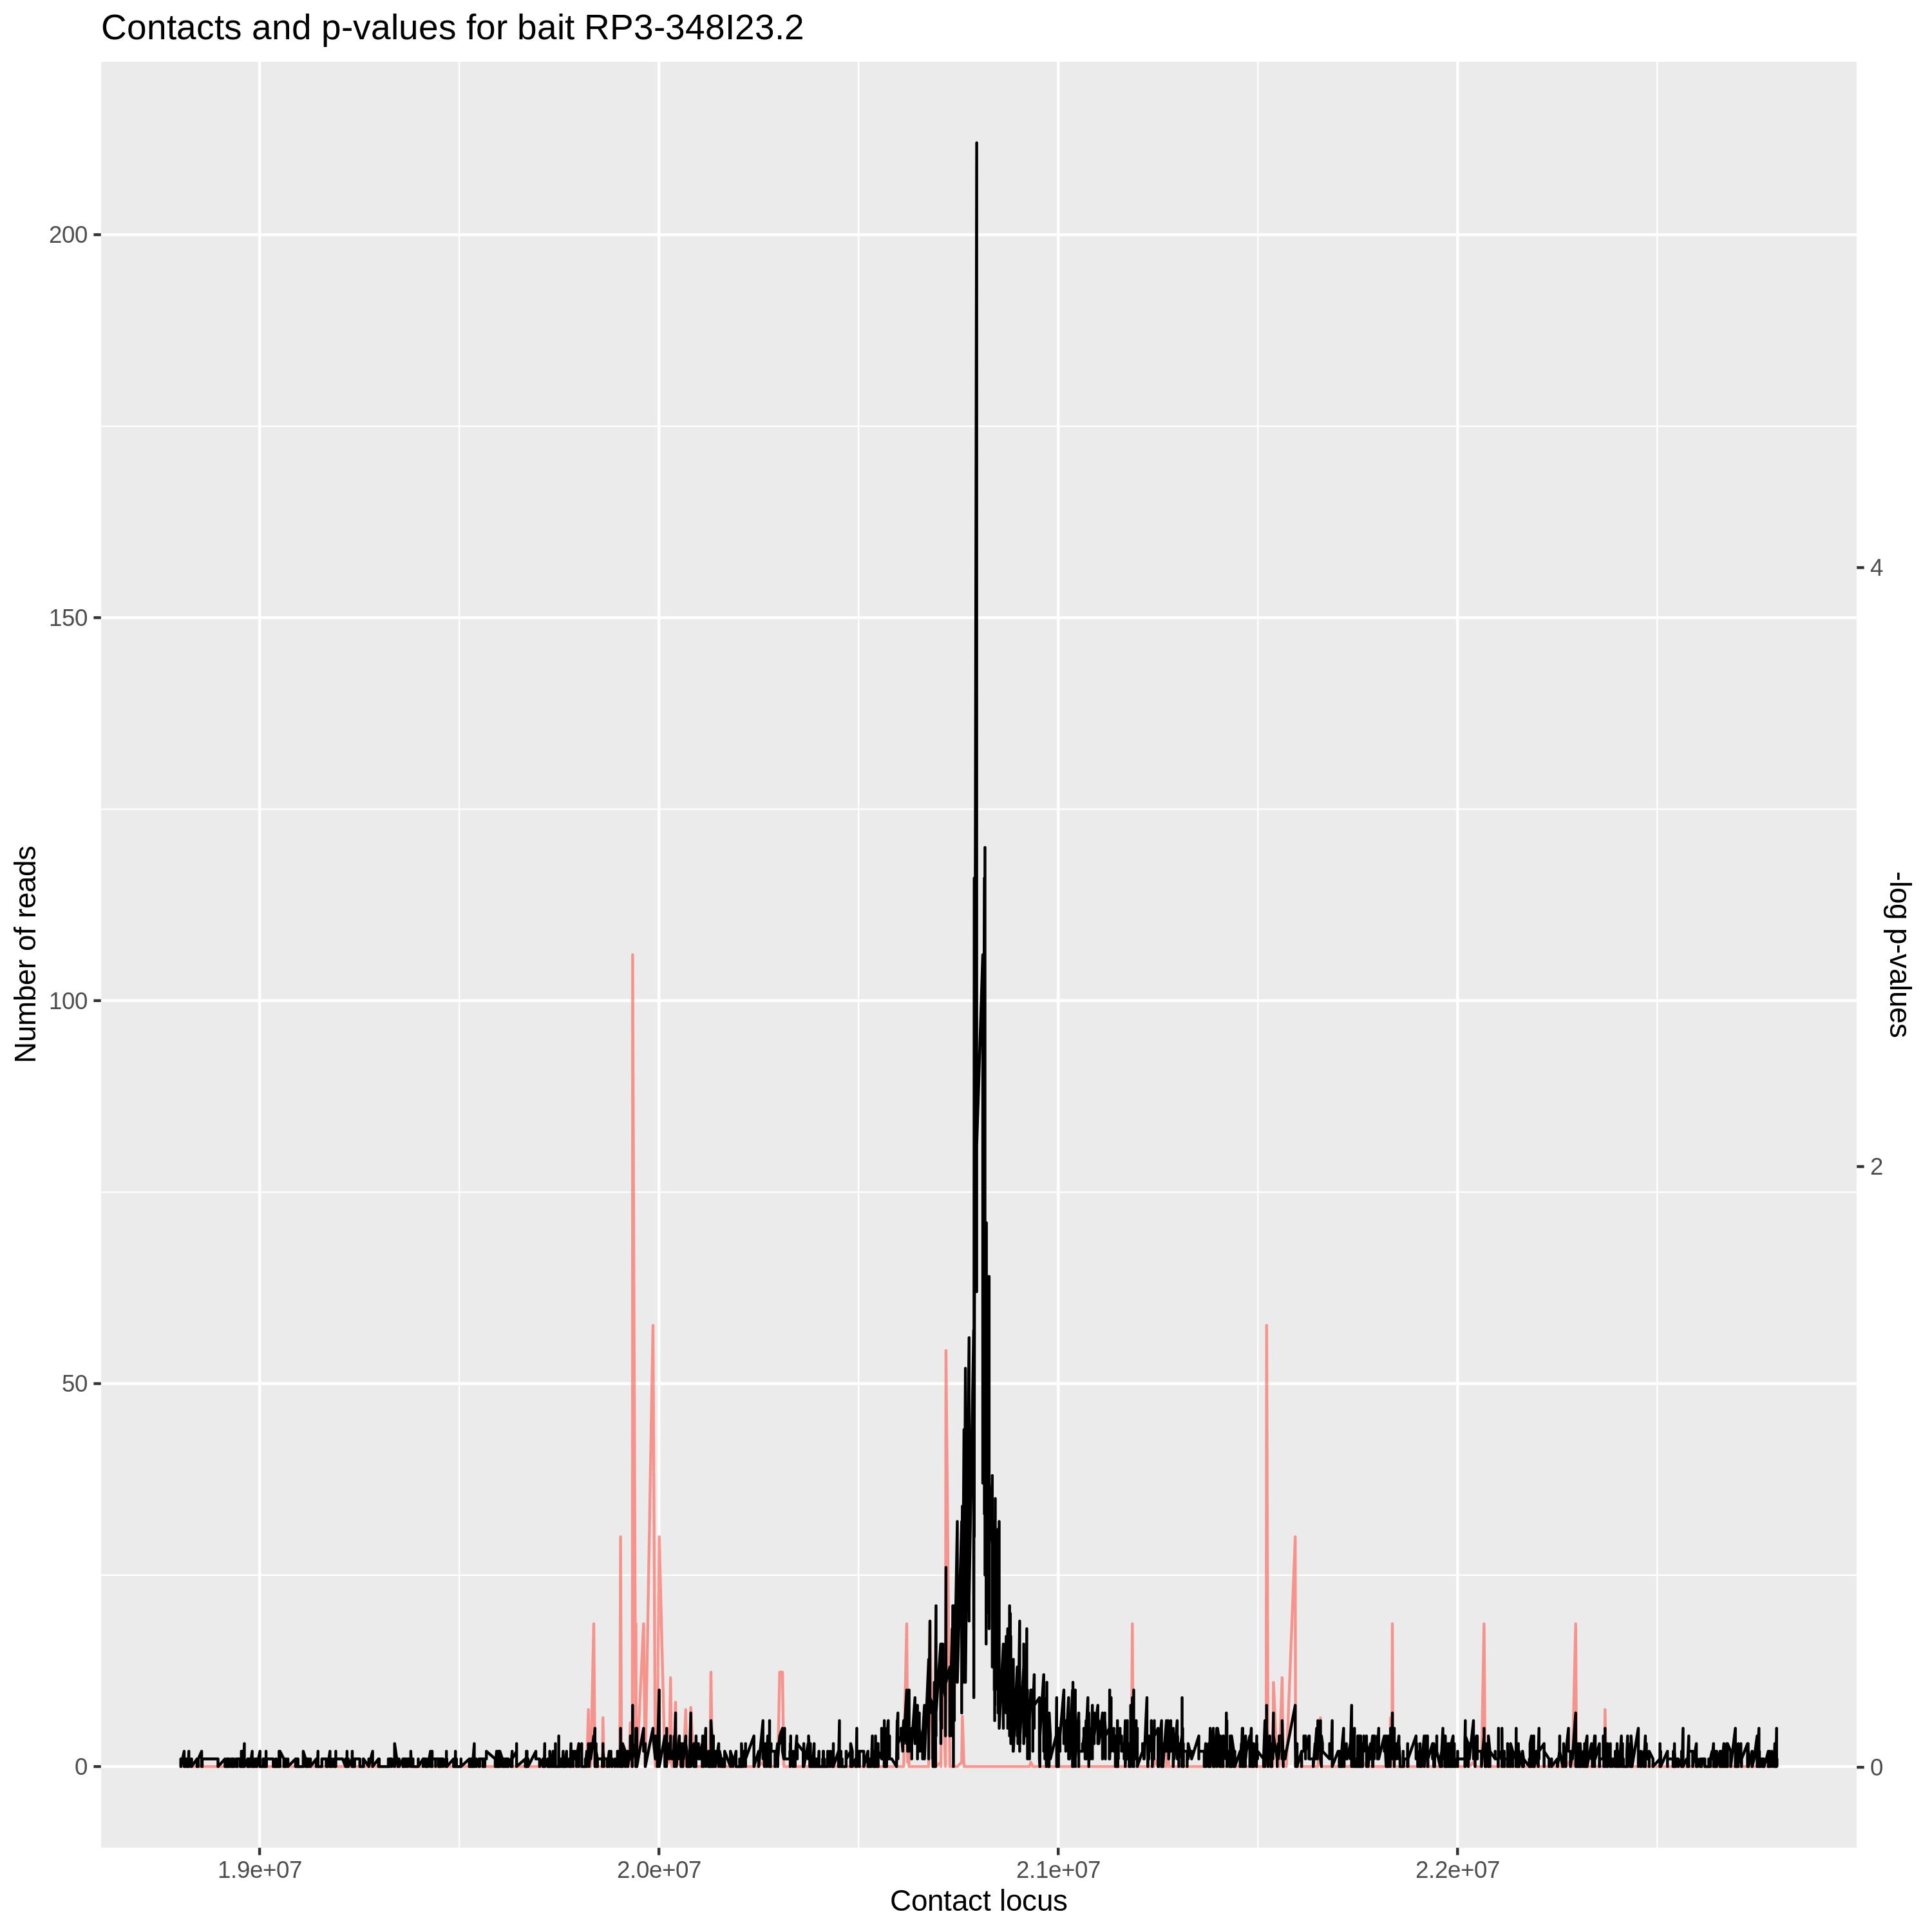 Contacts and p-values for bait RP3-348I23.2
200
150
100
50
0
Number of reads
4
2
0
-log p-values
1.9e+07
2.0e+07
2.1e+07
2.2e+07
Contact locus